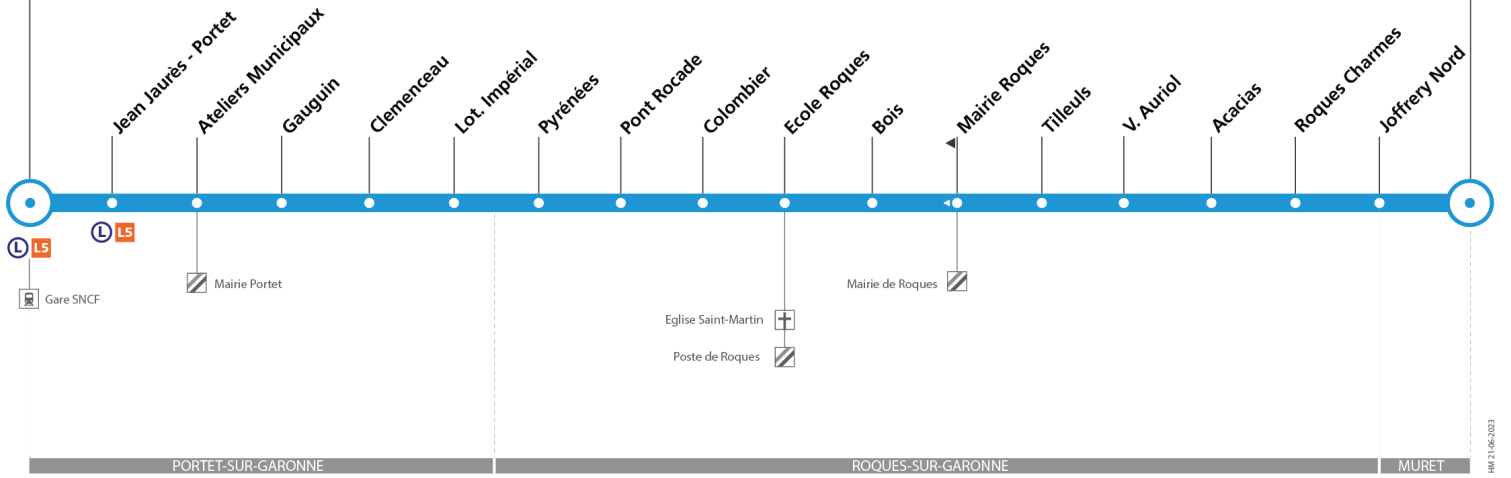 Jean Jaurès - Portet
Ateliers Municipaux
Gauguin
Clemenceau
Lot. Impérial
Pyrénées
Pont Rocade
Colombier
Ecole Roques
Bois
Mairie Roques
Tilleuls
V. Auriol
Acacias
Roques Charmes
Joffrery Nord
L L5
L L5
Gare SNCF
Mairie Portet
Eglise Saint-Martin
Poste de Roques
Mairie de Roques
PORTET-SUR-GARONNE
ROQUES-SUR-GARONNE
MURET
HM 21-06-2023